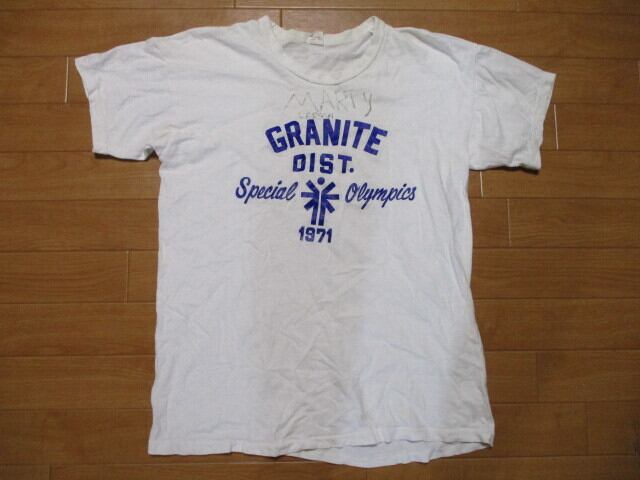 MARTY
GRANITE
DIST.
Special Olympics
1971